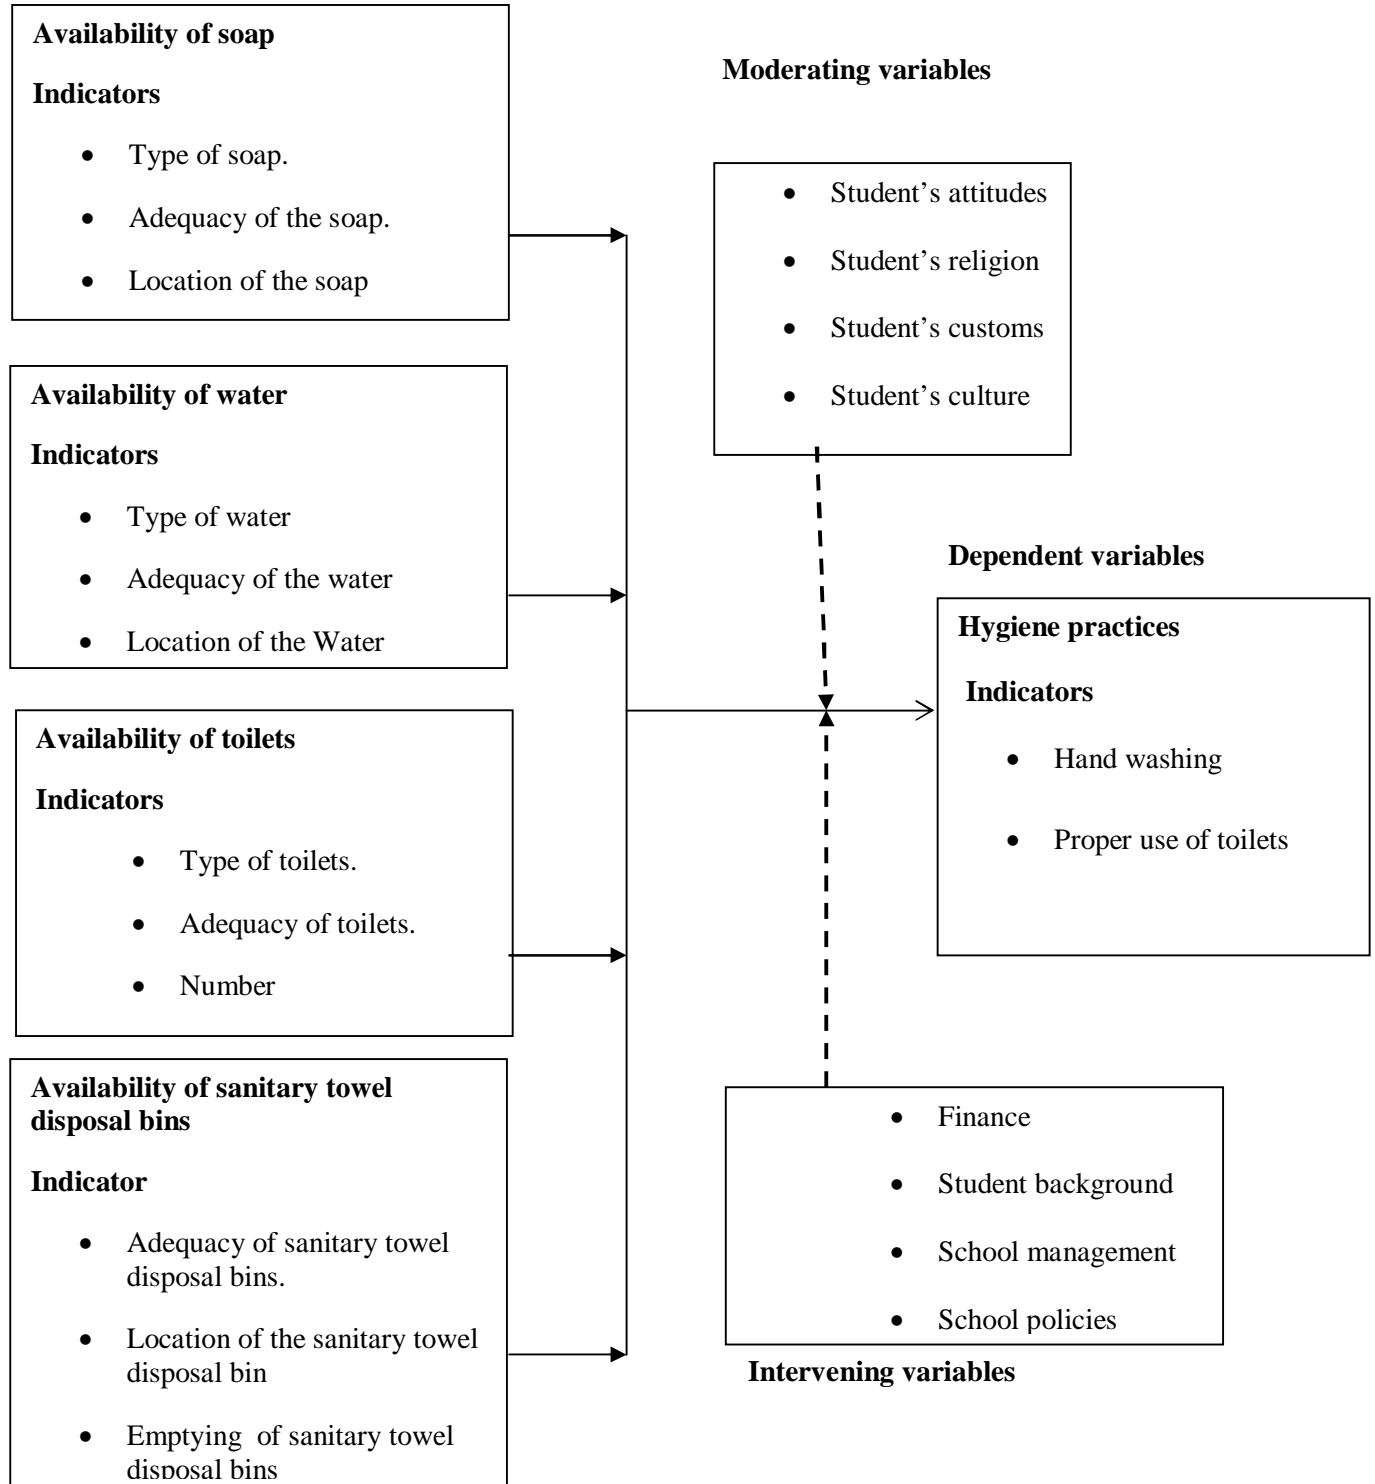 Availability of soap
Indicators
• Type of soap.
• Adequacy of the soap.
• Location of the soap
Availability of water
Indicators
• Type of water
• Adequacy of the water
• Location of the Water
Availability of toilets
Indicators
• Type of toilets.
• Adequacy of toilets.
• Number
Availability of sanitary towel
disposal bins
Indicator
• Adequacy of sanitary towel
disposal bins.
• Location of the sanitary towel
disposal bin
• Emptying of sanitary towel
disposal bins
Moderating variables
• Student’s attitudes
• Student’s religion
• Student’s customs
• Student’s culture
Dependent variables
Hygiene practices
Indicators
• Hand washing
• Proper use of toilets
• Finance
• Student background
• School management
• School policies
Intervening variables